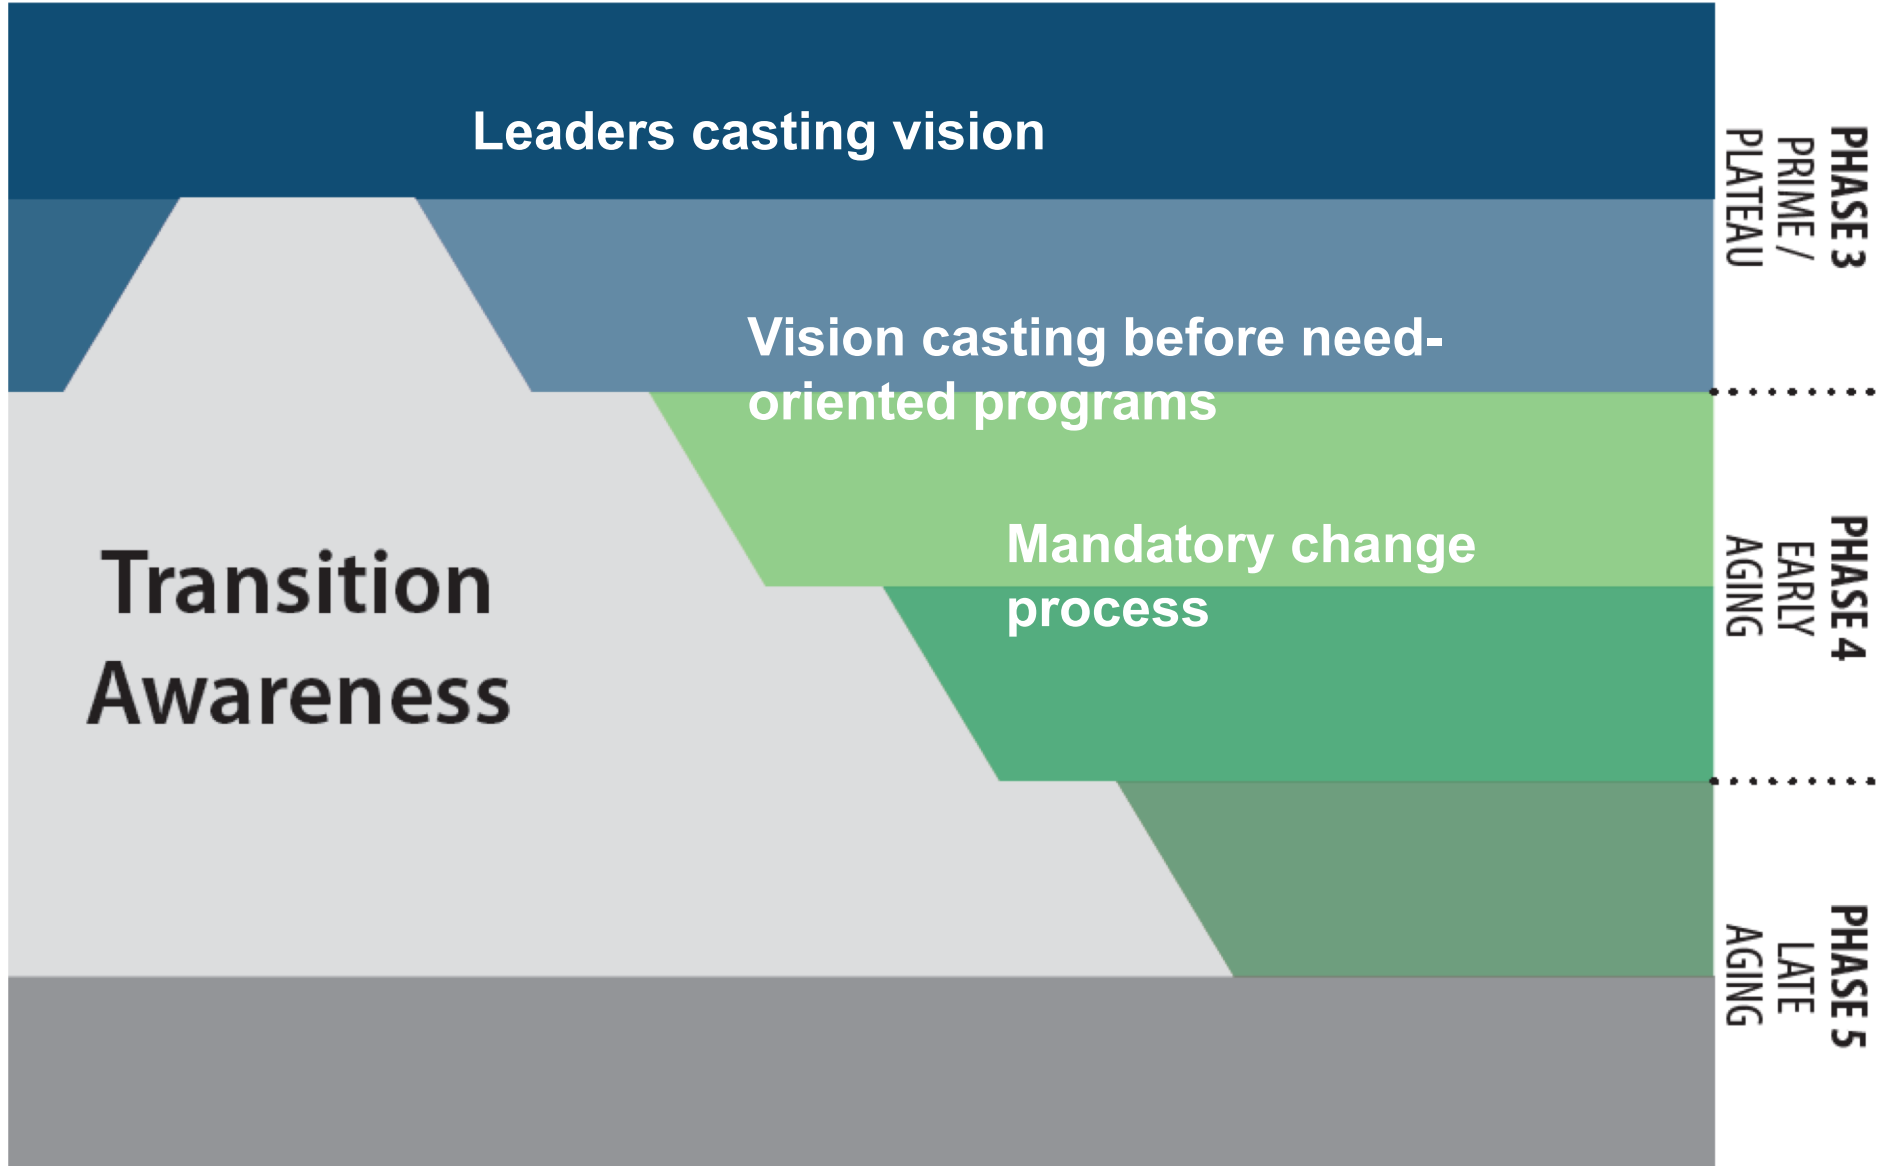 Leaders casting vision
Vision casting before need-
oriented programs
Mandatory change
process
Transition
Awareness
PHASE 3
PRIME /
PLATEAU
PHASE 4
EARLY
AGING
PHASE 5
LATE
AGING